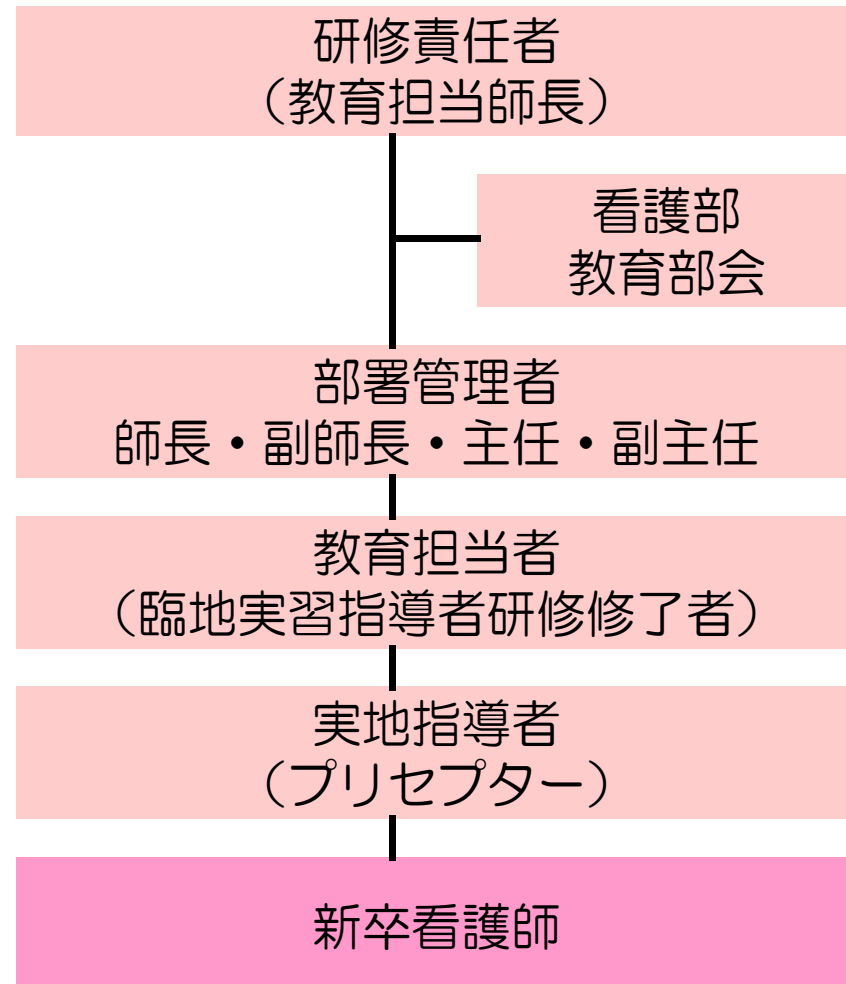 研修責任者
（教育担当師長）
看護部
教育部会
部署管理者
師長・副師長・主任・副主任
教育担当者
（臨地実習指導者研修修了者）
実地指導者
（プリセプター）
新卒看護師